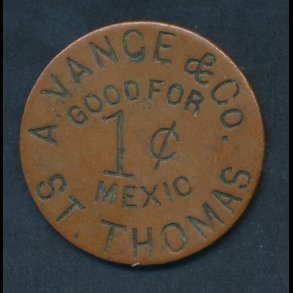 A. VANCE & CO.
GOOD FOR
1 ¢
MEXIC
ST. THOMAS